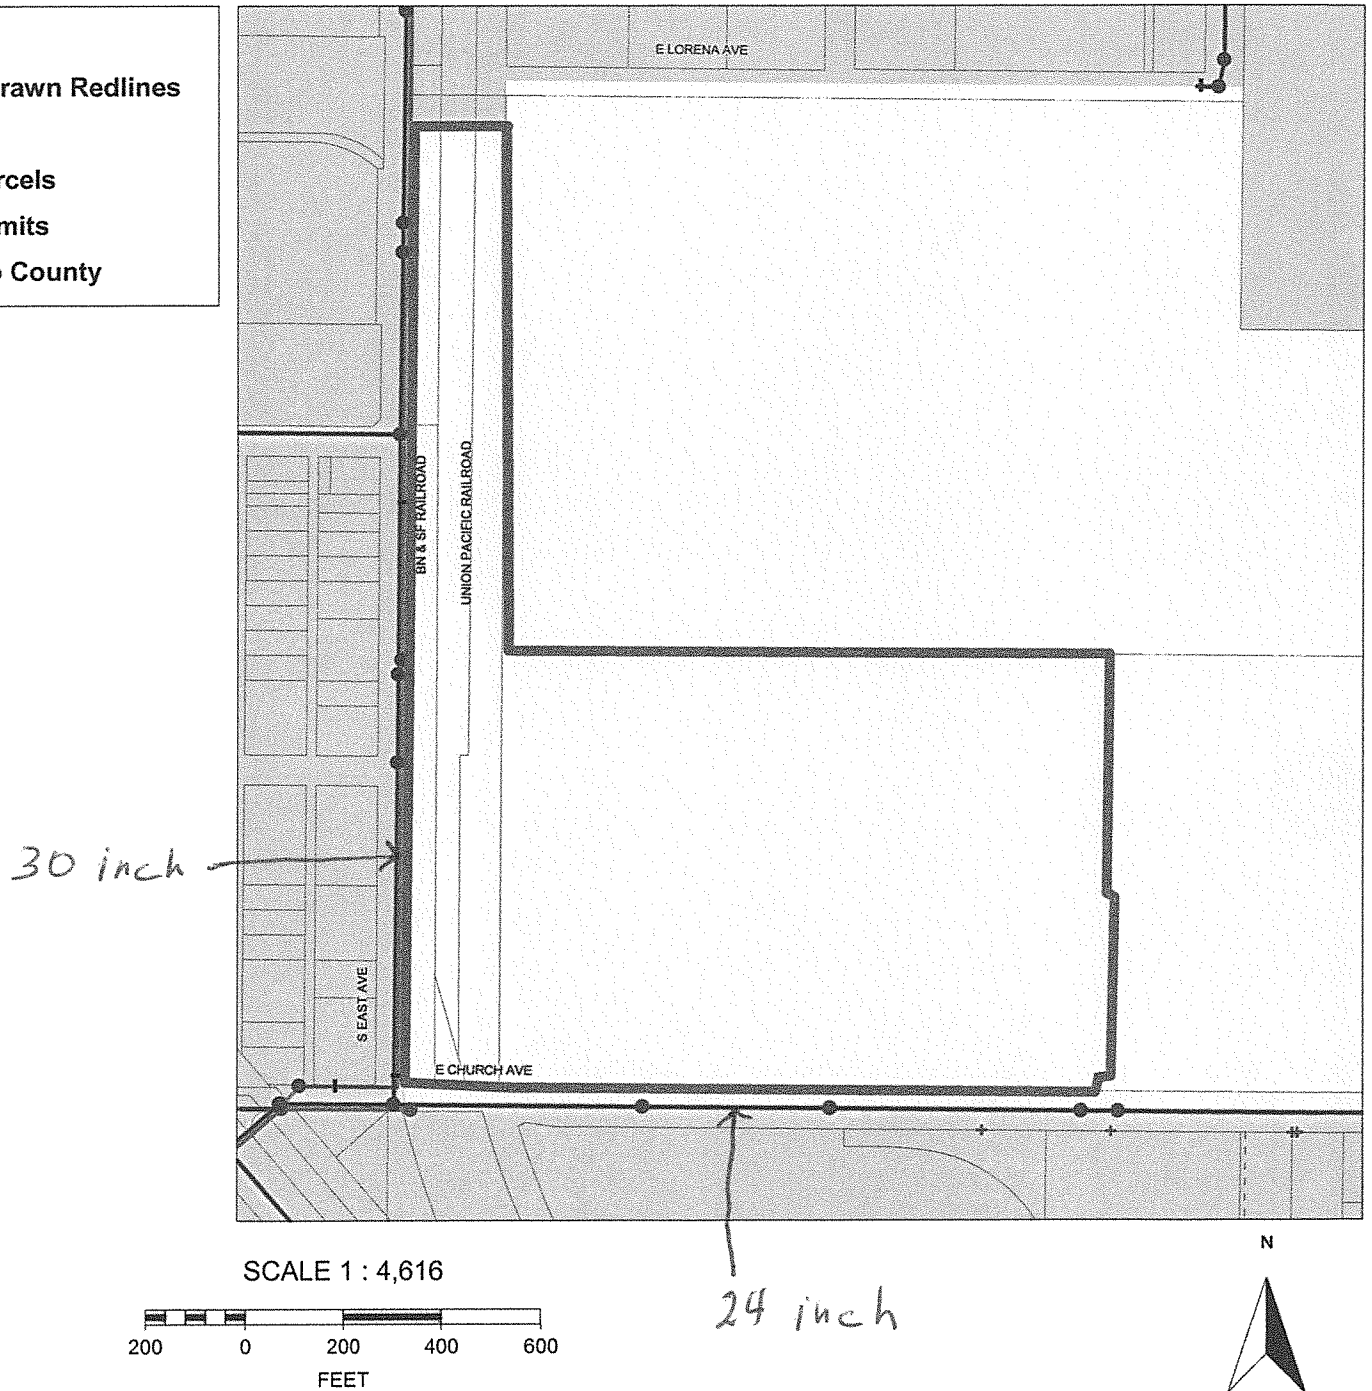 rawn Redlines
rcels
mits
o County
E LORENA AVE
BN & SF RAILROAD
UNION PACIFIC RAILROAD
30 inch
S EAST AVE
E CHURCH AVE
SCALE 1 : 4,616
200 0 200 400 600
FEET
24 inch
N